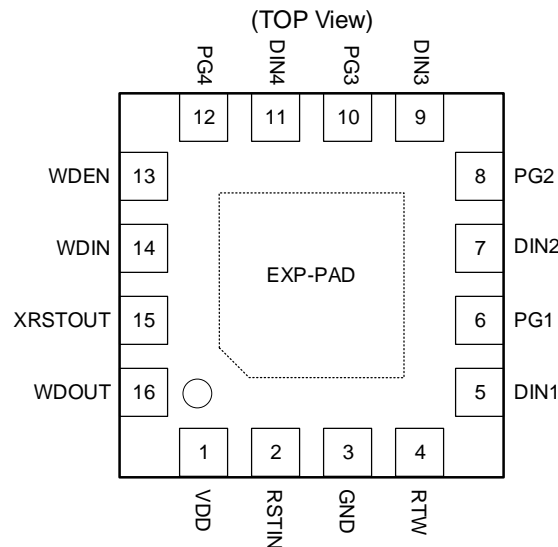 (TOP View)
PG4 DIN4 PG3 DIN3
12 11 10 9
WDEN 13 8 PG2
WDIN 14 7 DIN2
EXP-PAD
XRSTOUT 15 6 PG1
WDOUT 16 5 DIN1
1 2 3 4
VDD RSTIN GND RTW